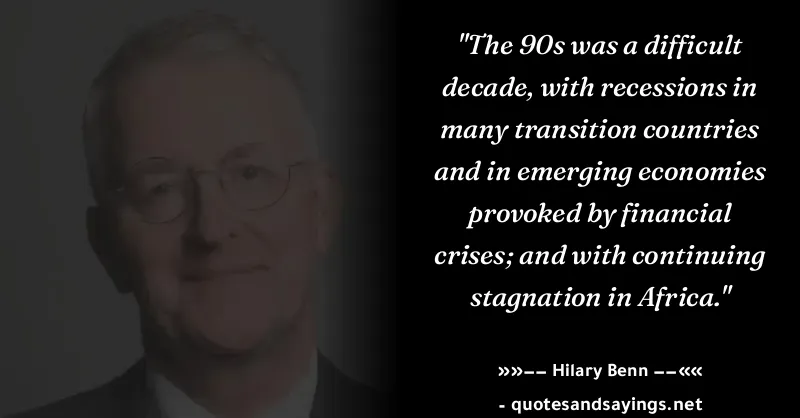 "The 90s was a difficult
decade, with recessions in
many transition countries
and in emerging economies
provoked by financial
crises; and with continuing
stagnation in Africa."
»»–– Hilary Benn ––««
- quotesandsayings.net